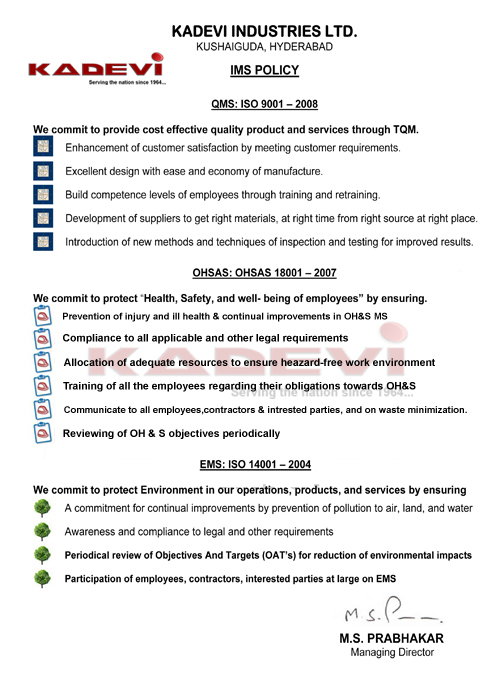 KADEVI INDUSTRIES LTD.
KUSHAIGUDA, HYDERABAD
KADEVI
Serving the nation since 1964...
IMS POLICY
QMS: ISO 9001 – 2008
We commit to provide cost effective quality product and services through TQM.
Enhancement of customer satisfaction by meeting customer requirements.
Excellent design with ease and economy of manufacture.
Build competence levels of employees through training and retraining.
Development of suppliers to get right materials, at right time from right source at right place.
Introduction of new methods and techniques of inspection and testing for improved results.
OHSAS: OHSAS 18001 – 2007
We commit to protect “Health, Safety, and well- being of employees” by ensuring.
Prevention of injury and ill health & continual improvements in OH&S MS
Compliance to all applicable and other legal requirements
KADEVI
Allocation of adequate resources to ensure heazard-free work environment
Training of all the employees regarding their obligations towards OH&S
Serving the nation since 1964...
Communicate to all employees,contractors & intrested parties, and on waste minimization.
Reviewing of OH & S objectives periodically
EMS: ISO 14001 – 2004
We commit to protect Environment in our operations, products, and services by ensuring
A commitment for continual improvements by prevention of pollution to air, land, and water
Awareness and compliance to legal and other requirements
Periodical review of Objectives And Targets (OAT's) for reduction of environmental impacts
Participation of employees, contractors, interested parties at large on EMS
M.S.P
M.S. PRABHAKAR
Managing Director